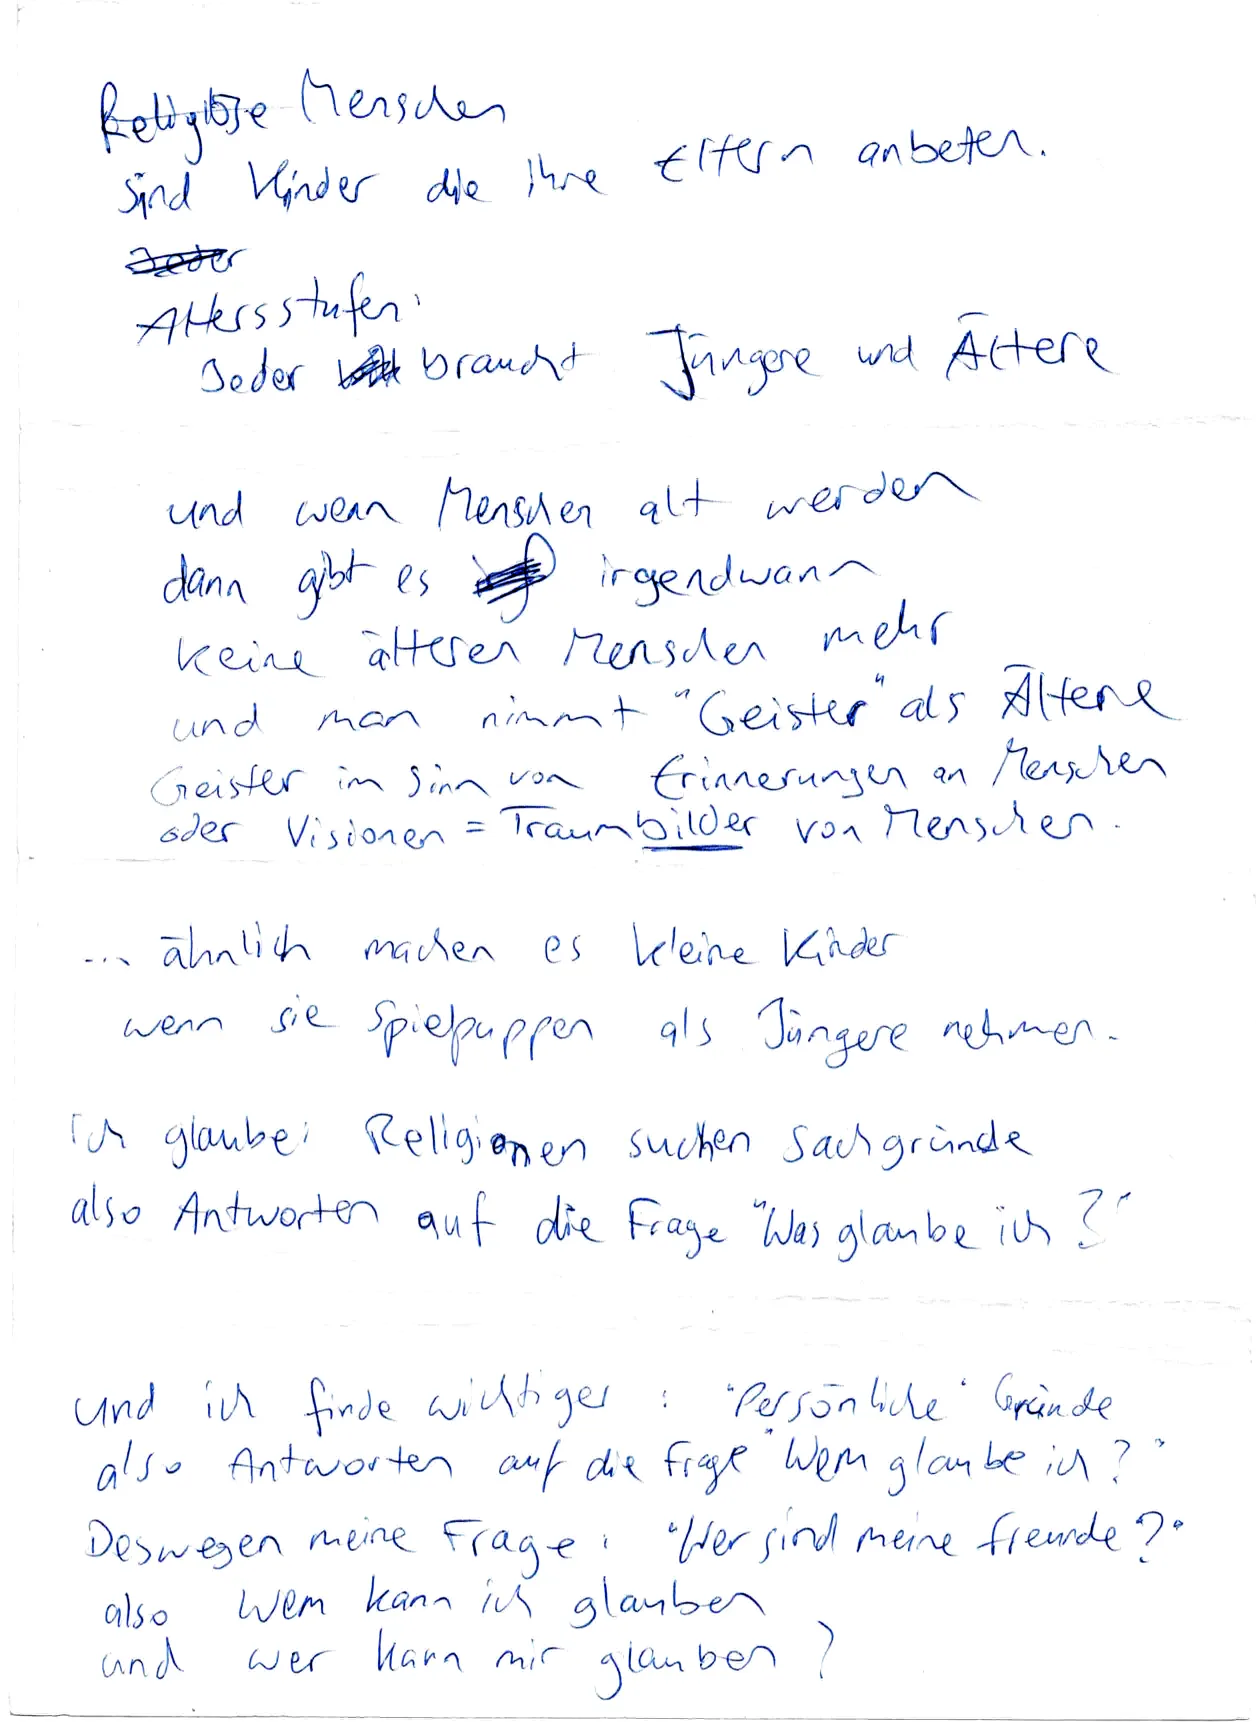 Religiöse Menschen
sind Kinder die ihre Eltern anbeten.
Jeder
Altersstufen:
Jeder braucht Jüngere und Ältere
und wenn Menschen alt werden
dann gibt es irgendwann
keine älteren Menschen mehr
und man nimmt "Geister" als Ältere
Geister im Sinn von Erinnerungen an Menschen
oder Visionen = Traumbilder von Menschen.
... ähnlich machen es kleine Kinder
wenn sie Spielpuppen als Jüngere nehmen.
Ich glaube: Religionen suchen Sachgründe
also Antworten auf die Frage "Was glaube ich?"
und ich finde wichtiger: "Persönliche" Gründe
also Antworten auf die Frage "Wem glaube ich?"
Deswegen meine Frage: "Wer sind meine Freunde?"
also wem kann ich glauben
und wer kann mir glauben?